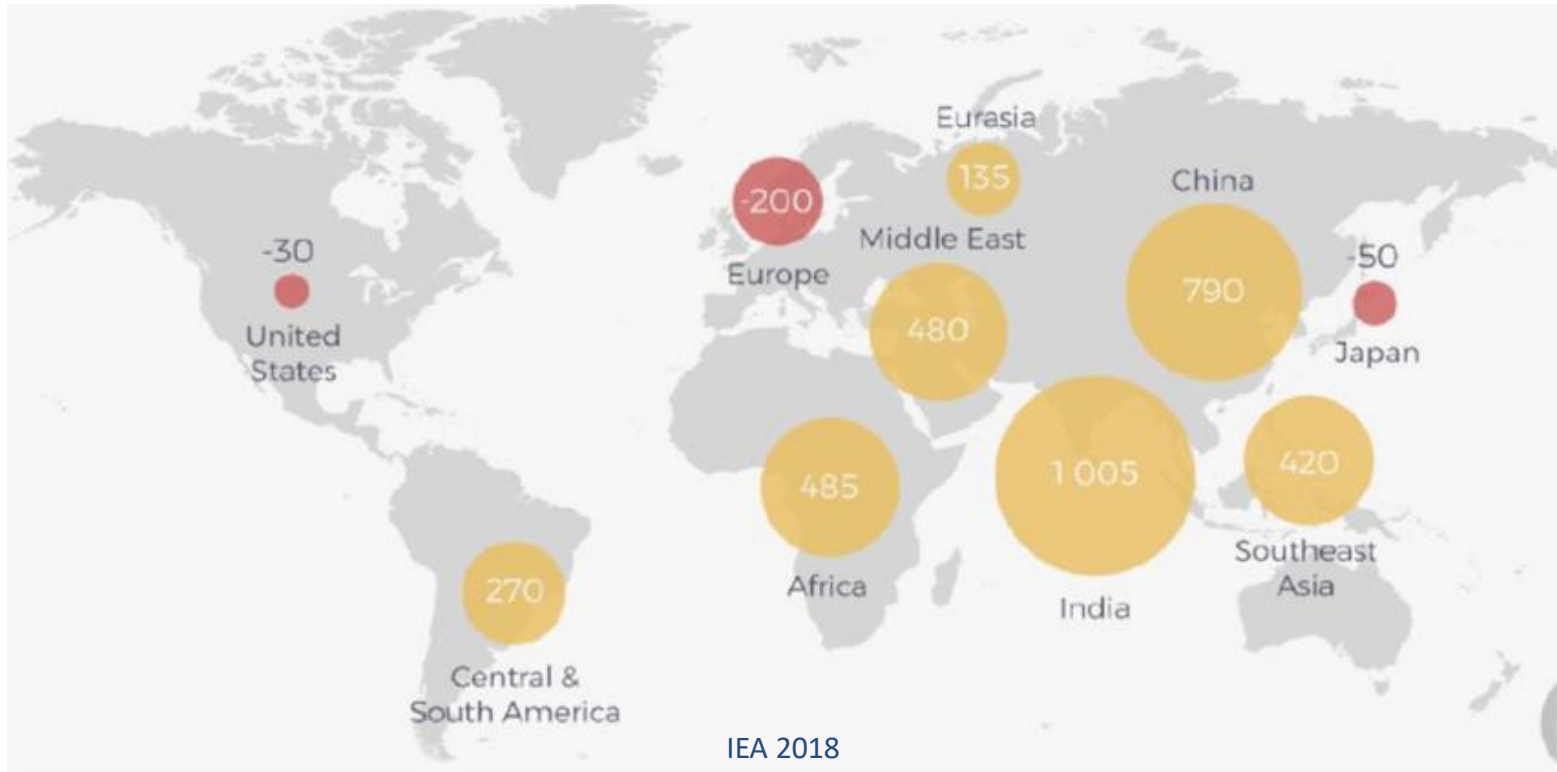 Eurasia
135
China
-200
Middle East
-30
Europe
-50
790
480
United
States
Japan
1 005
420
485
Southeast
Asia
Africa
270
India
Central &
South America
IEA 2018